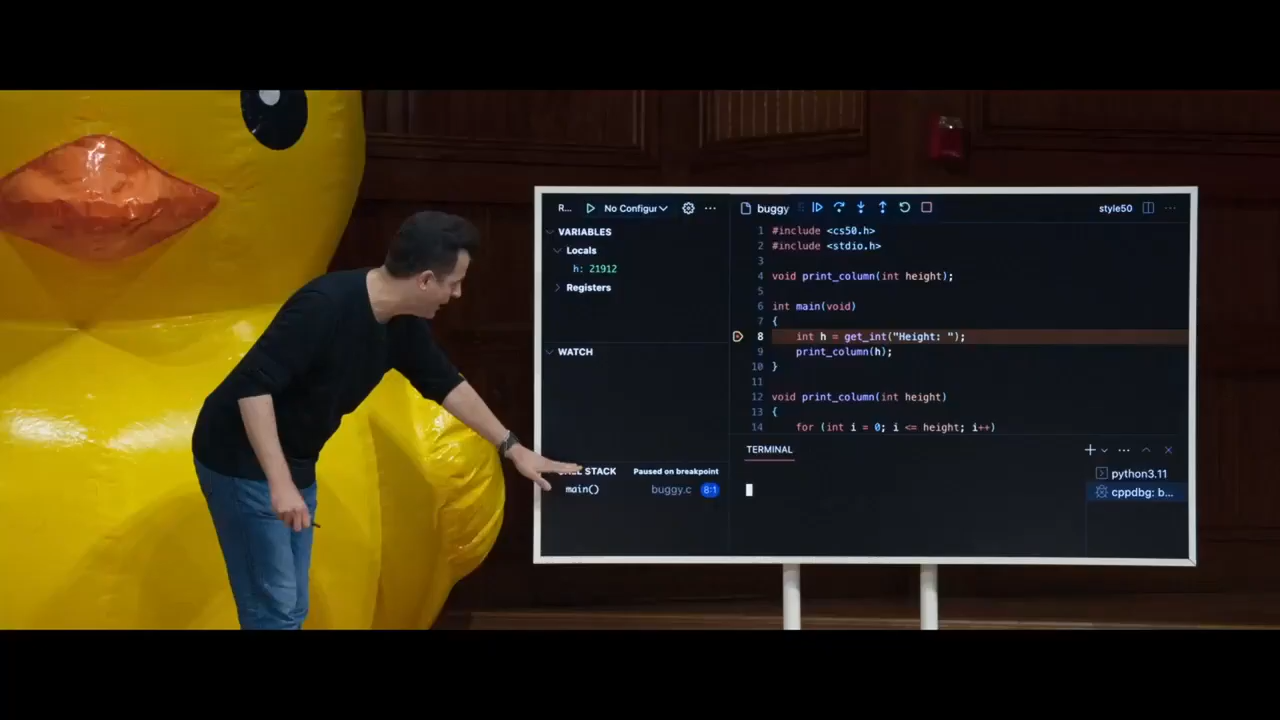 R... No Configur
VARIABLES
Locals
h: 21912
Registers
WATCH
CALL STACK Paused on breakpoint
main() buggy.c 8:1
buggy style50
1 #include <cs50.h>
2 #include <stdio.h>
3
4 void print_column(int height);
5
6 int main(void)
7 {
8 int h = get_int("Height: ");
9 print_column(h);
10 }
11
12 void print_column(int height)
13 {
14 for (int i = 0; i <= height; i++)
TERMINAL
python3.11
cppdbg: b...